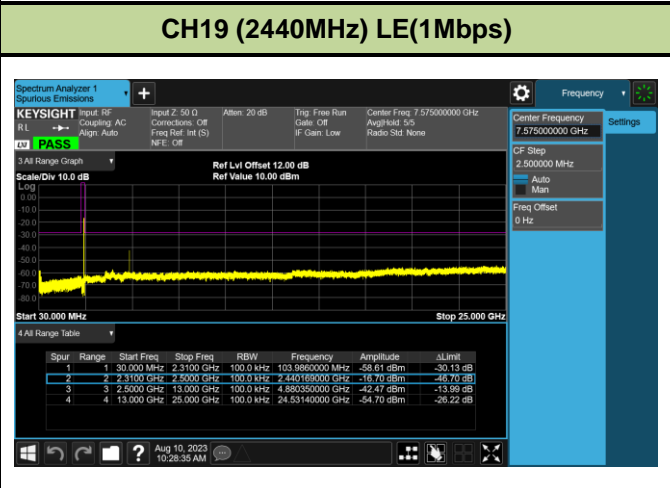 CH19 (2440MHz) LE(1Mbps)
Spectrum Analyzer 1
Spurious Emissions
KEYSIGHT
RL
LXI
PASS
Input: RF
Coupling: AC
Align: Auto
Input Z: 50 Ω
Corrections: Off
Freq Ref: Int (S)
NFE: Off
Atten: 20 dB
Trig: Free Run
Gate: Off
IF Gain: Low
Center Freq: 7.575000000 GHz
Avg|Hold: 5/5
Radio Std: None
3 All Range Graph
Scale/Div 10.0 dB
Ref Lvl Offset 12.00 dB
Ref Value 10.00 dBm
Log
0.00
-10.0
-20.0
-30.0
-40.0
-50.0
-60.0
-70.0
-80.0
Start 30.000 MHz
Stop 25.000 GHz
4 All Range Table
Spur Range Start Freq Stop Freq RBW Frequency Amplitude ΔLimit
1 1 30.000 MHz 2.3100 GHz 100.0 kHz 103.9860000 MHz -58.61 dBm -30.13 dB
2 2 2.3100 GHz 2.5000 GHz 100.0 kHz 2.440169000 GHz -16.70 dBm -46.70 dB
3 3 2.5000 GHz 13.000 GHz 100.0 kHz 4.880350000 GHz -42.47 dBm -13.99 dB
4 4 13.000 GHz 25.000 GHz 100.0 kHz 24.53140000 GHz -54.70 dBm -26.22 dB
Frequency
Settings
Center Frequency
7.575000000 GHz
CF Step
2.500000 MHz
Auto
Man
Freq Offset
0 Hz
Aug 10, 2023
10:28:35 AM